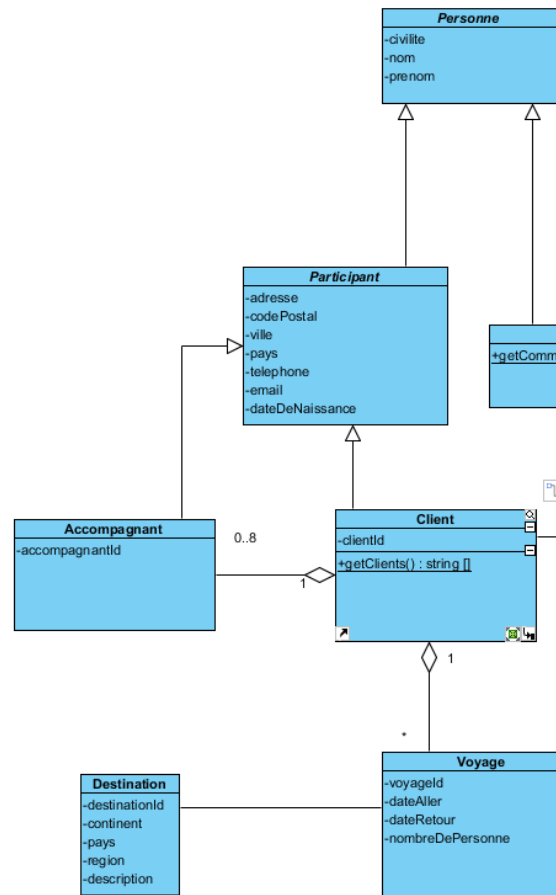 Personne
-civilite
-nom
-prenom
Participant
-adresse
-codePostal
-ville
-pays
-telephone
-email
-dateDeNaissance
+getComm
Accompagnant
-accompagnantId
0..8
1
Client
-clientId
+getClients() : string []
1
*
Destination
-destinationId
-continent
-pays
-region
-description
Voyage
-voyageId
-dateAller
-dateRetour
-nombreDePersonne